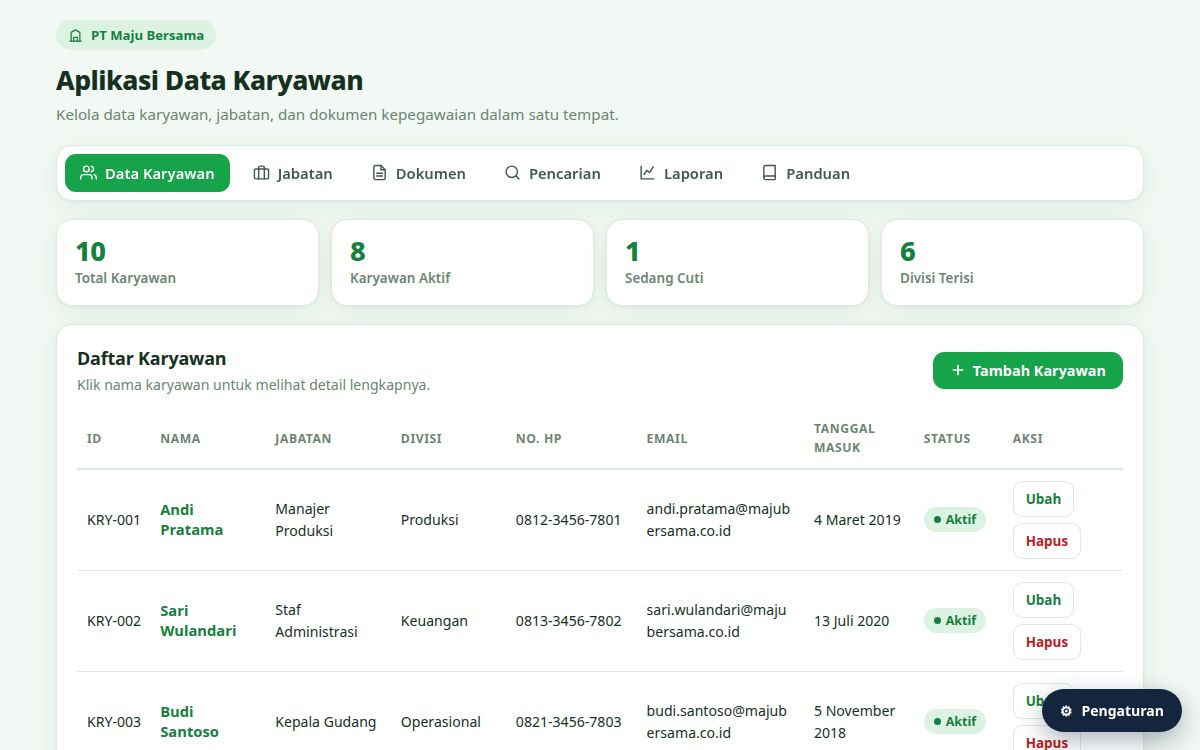 PT Maju Bersama
Aplikasi Data Karyawan
Kelola data karyawan, jabatan, dan dokumen kepegawaian dalam satu tempat.
Data Karyawan
Jabatan
Dokumen
Pencarian
Laporan
Panduan
10
Total Karyawan
8
Karyawan Aktif
1
Sedang Cuti
6
Divisi Terisi
Daftar Karyawan
Klik nama karyawan untuk melihat detail lengkapnya.
Tambah Karyawan
ID
NAMA
JABATAN
DIVISI
NO. HP
EMAIL
TANGGAL
MASUK
STATUS
AKSI
KRY-001
Andi
Pratama
Manajer
Produksi
Produksi
0812-3456-7801
andi.pratama@majub
ersama.co.id
4 Maret 2019
Aktif
Ubah
Hapus
KRY-002
Sari
Wulandari
Staf
Administrasi
Keuangan
0813-3456-7802
sari.wulandari@maju
bersama.co.id
13 Juli 2020
Aktif
Ubah
Hapus
KRY-003
Budi
Santoso
Kepala Gudang
Operasional
0821-3456-7803
budi.santoso@majub
ersama.co.id
5 November
2018
Aktif
Hapus
Pengaturan